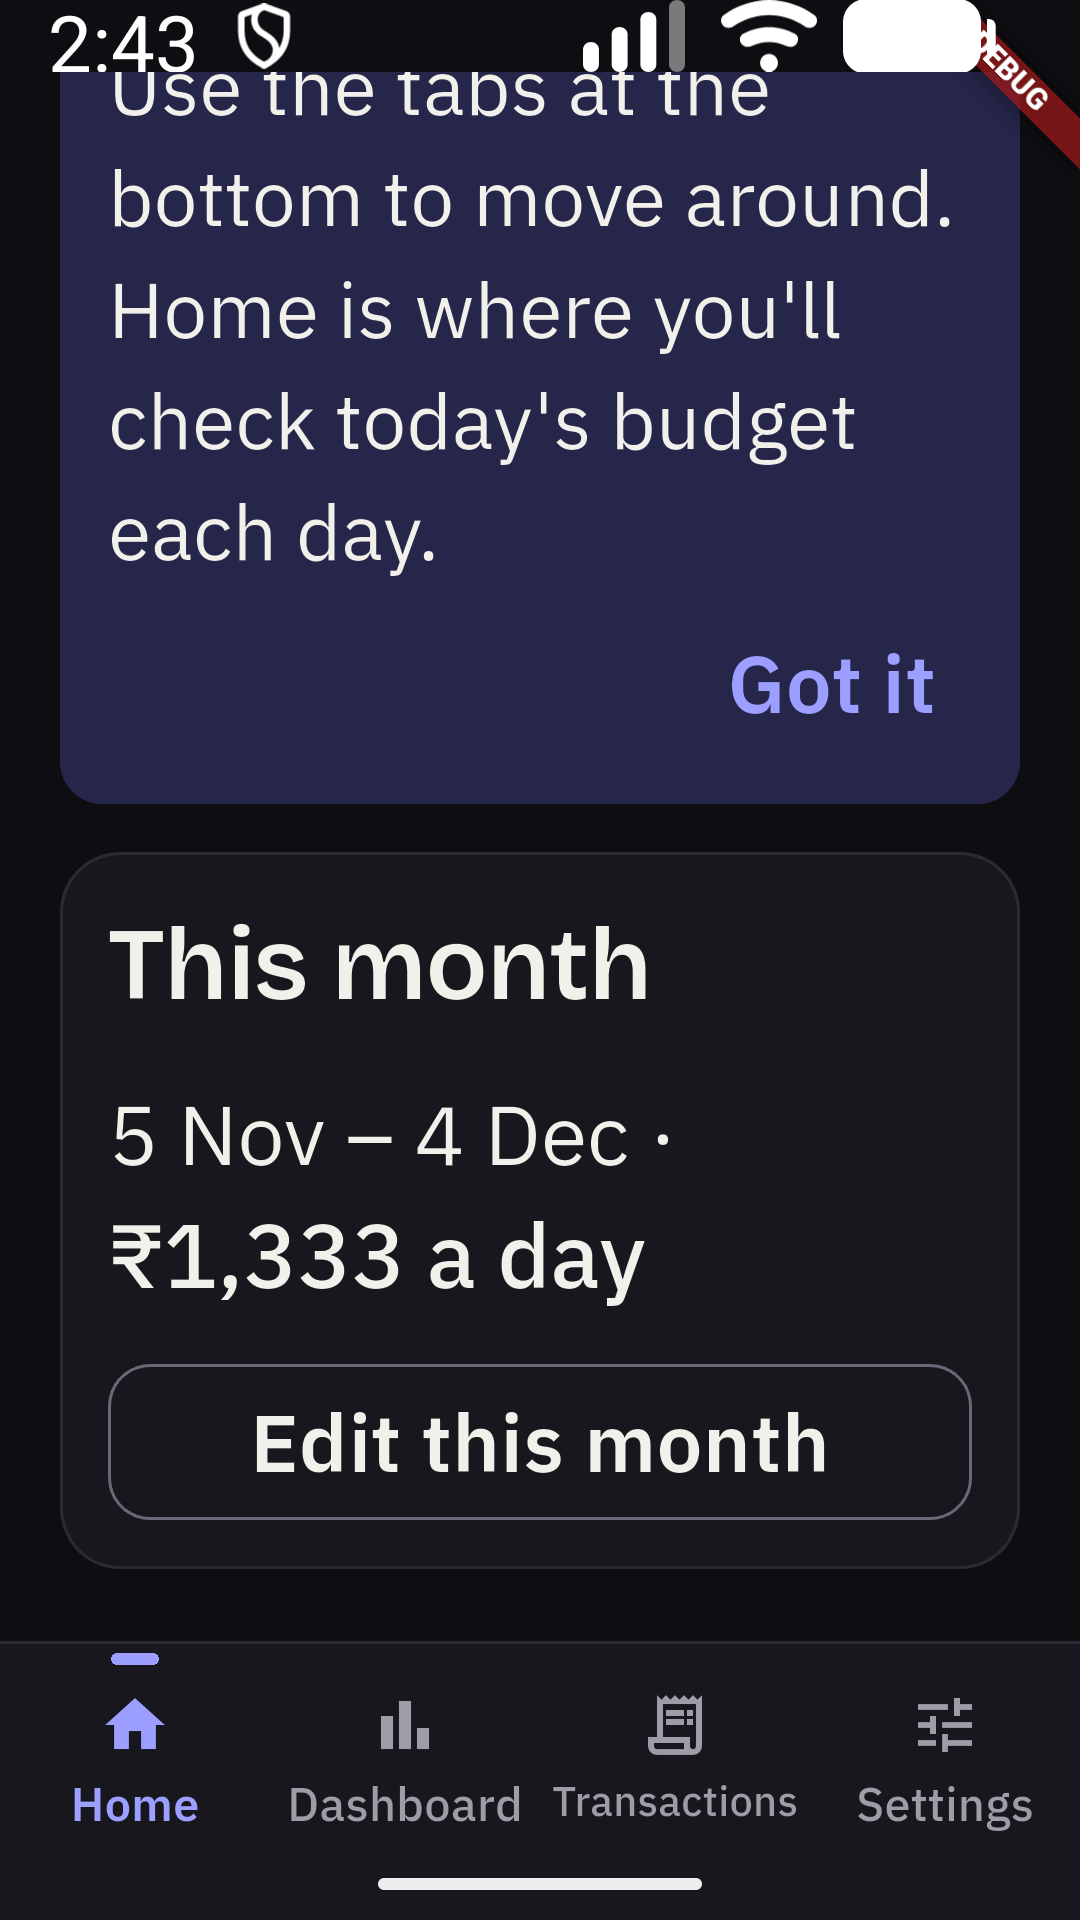 2:43
DEBUG
Use the tabs at the
bottom to move around.
Home is where you'll
check today's budget
each day.
Got it
This month
5 Nov – 4 Dec ·
₹1,333 a day
Edit this month
Home
Dashboard
Transactions
Settings